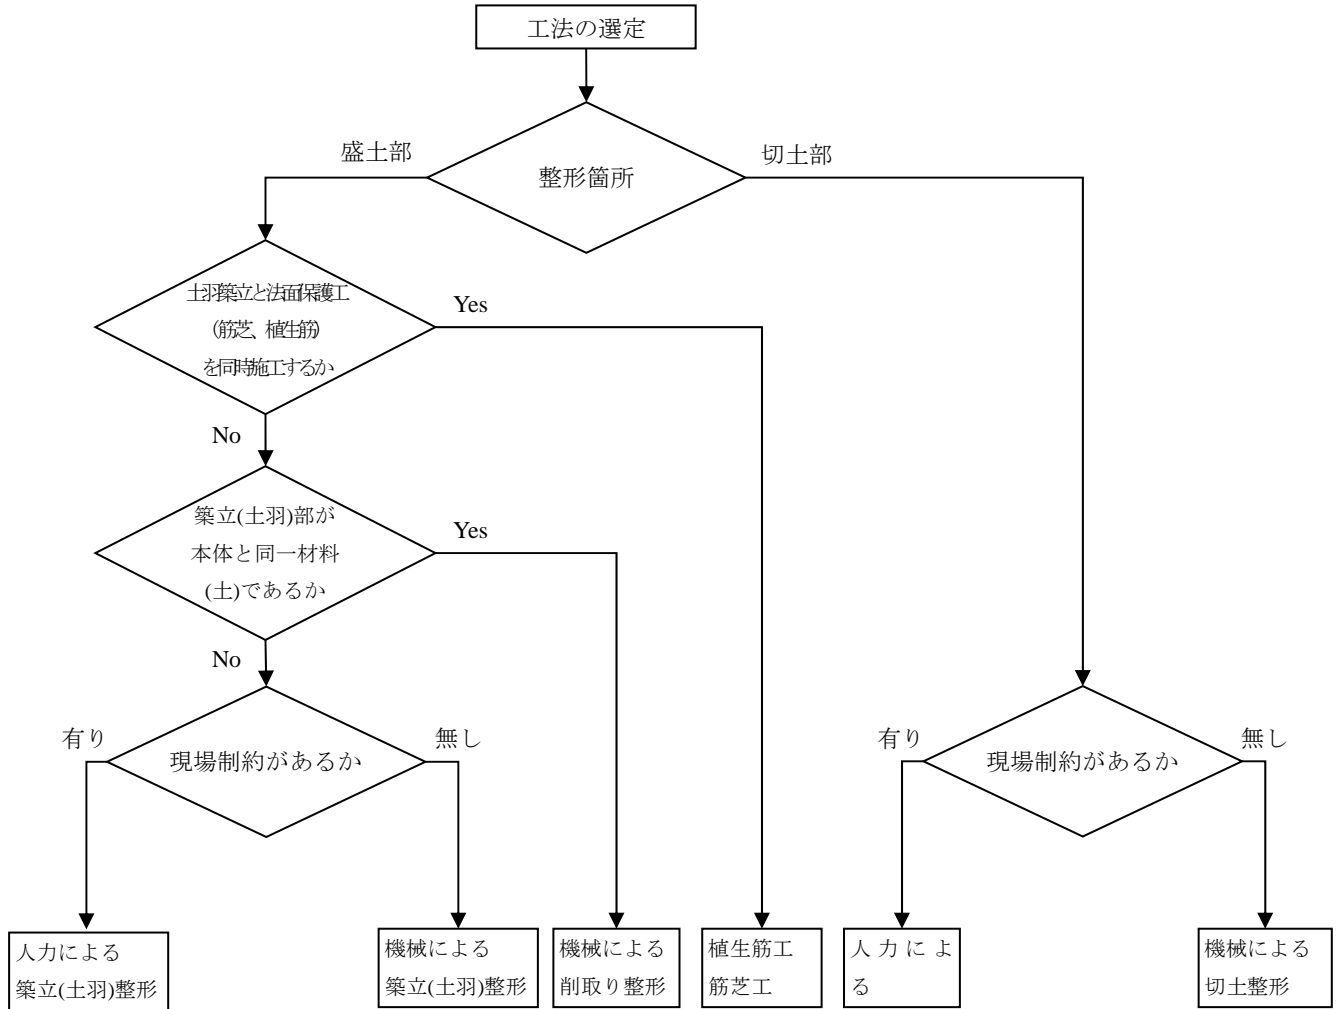 工法の選定
盛土部
切土部
整形箇所
土羽築立と法面保護工
(筋芝、植生筋)
を同時施工するか
Yes
No
築立(土羽)部が
本体と同一材料
(土)であるか
Yes
No
有り
現場制約があるか
無し
有り
現場制約があるか
無し
人力による
築立(土羽)整形
機械による
築立(土羽)整形
機械による
削取り整形
植生筋工
筋芝工
人力によ
る
機械による
切土整形